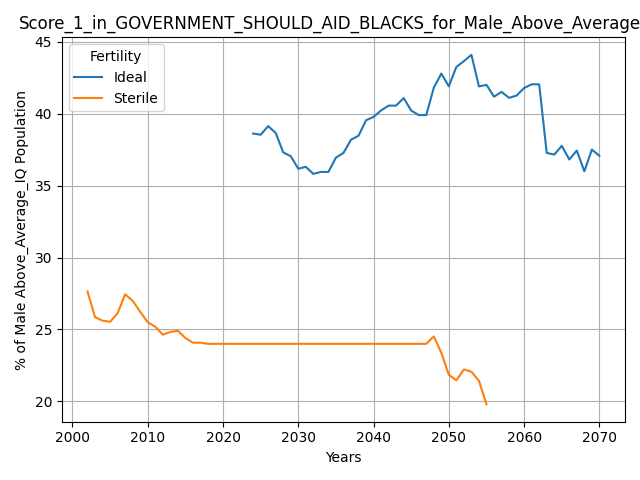 Score_1_in_GOVERNMENT_SHOULD_AID_BLACKS_for_Male_Above_Average
Fertility
Ideal
Sterile
% of Male Above_Average_IQ Population
45
40
35
30
25
20
2000 2010 2020 2030 2040 2050 2060 2070
Years